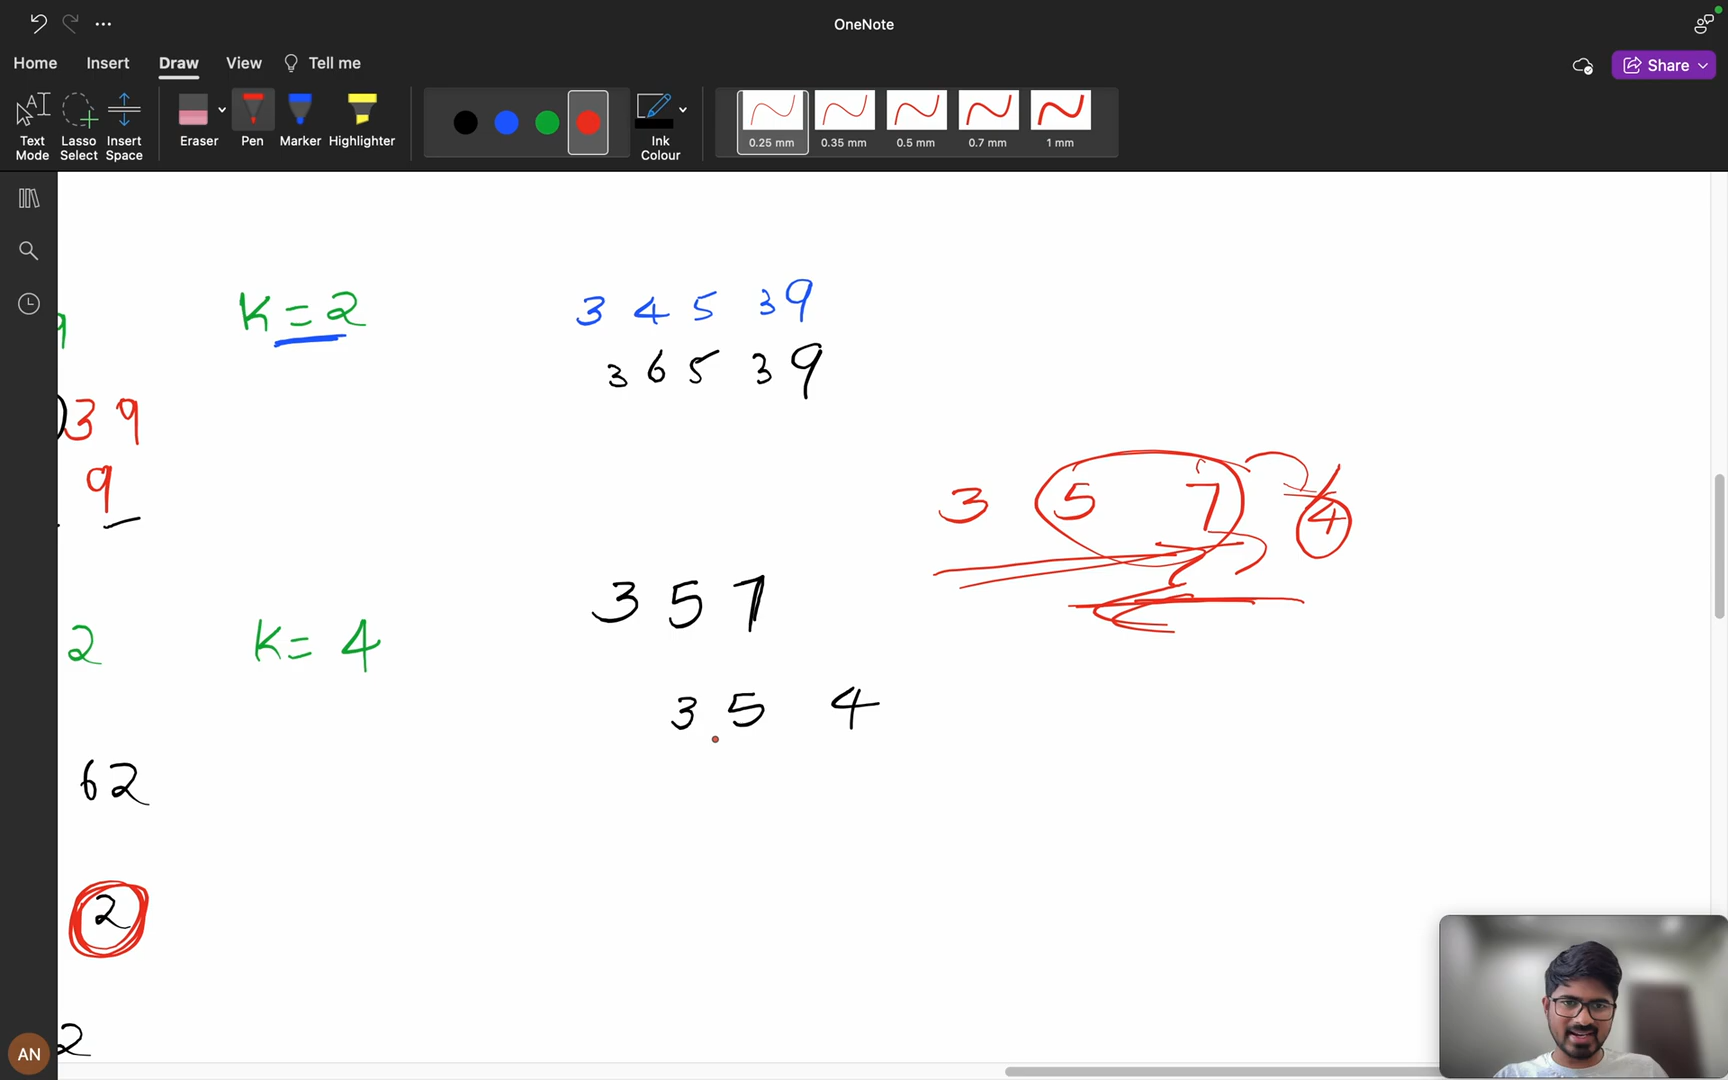 OneNote
Home Insert Draw View Tell me Share
Text Mode
Lasso Select
Insert Space
Eraser
Pen
Marker
Highlighter
Ink Colour
0.25 mm
0.35 mm
0.5 mm
0.7 mm
1 mm
9
K = 2
3 4 5 39
3 6 5 39
)39
9
3 5 7 4
3 5 7
2
K = 4
3 5 4
62
2
2
AN